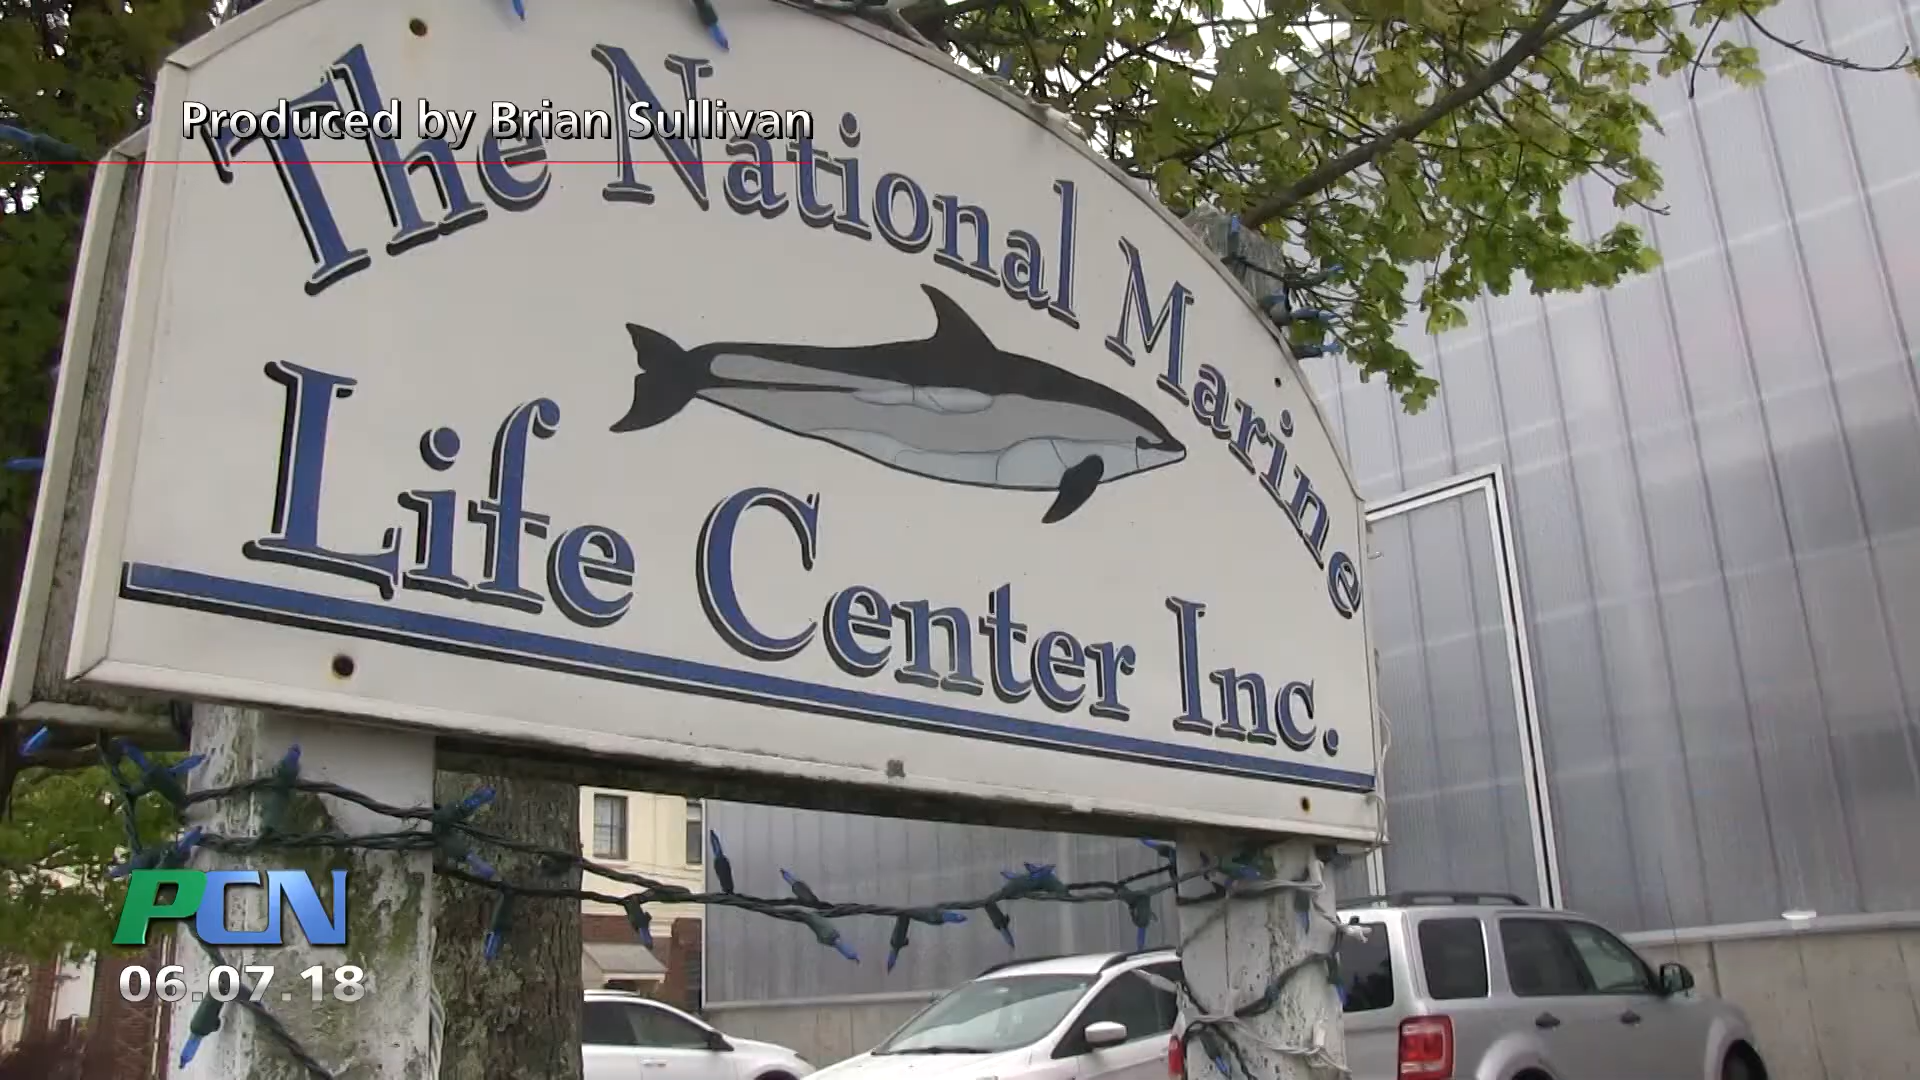 Produced by Brian Sullivan
The National Marine
Life Center Inc.
PCN
06.07.18